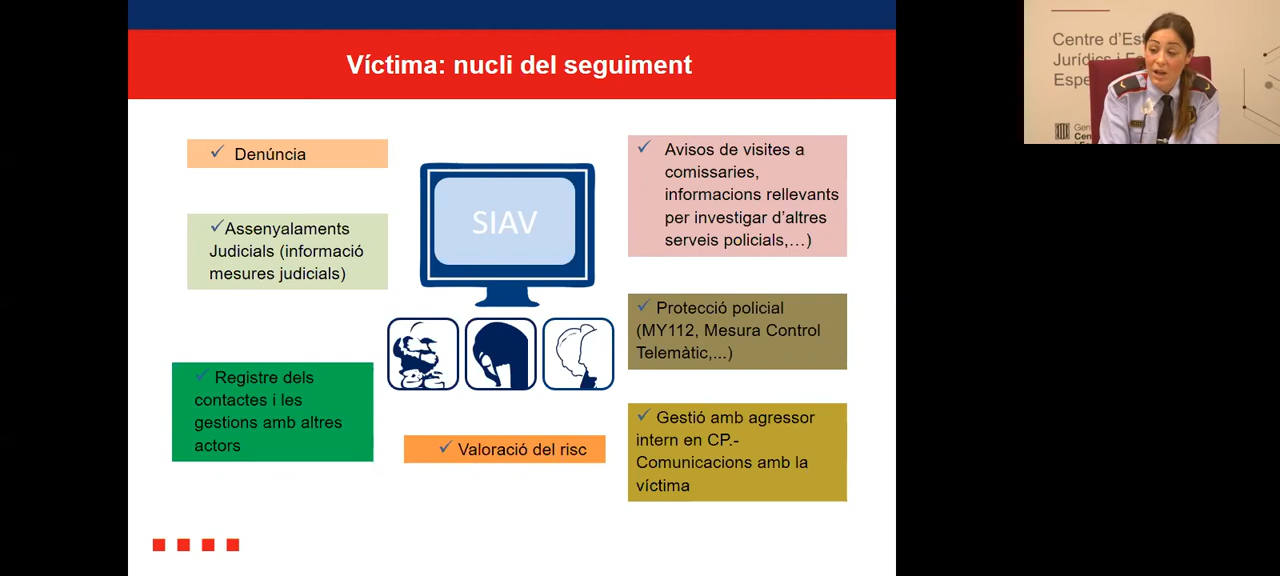 Víctima: nucli del seguiment
Denúncia
Assenyalaments
Judicials (informació
mesures judicials)
Registre dels
contactes i les
gestions amb altres
actors
SIAV
Valoració del risc
Avisos de visites a
comissaries,
informacions rellevants
per investigar d’altres
serveis policials,…)
Protecció policial
(MY112, Mesura Control
Telemàtic,...)
Gestió amb agressor
intern en CP.-
Comunicacions amb la
víctima
Centre d'Es
Jurídics i
Espe
Gen
Cen